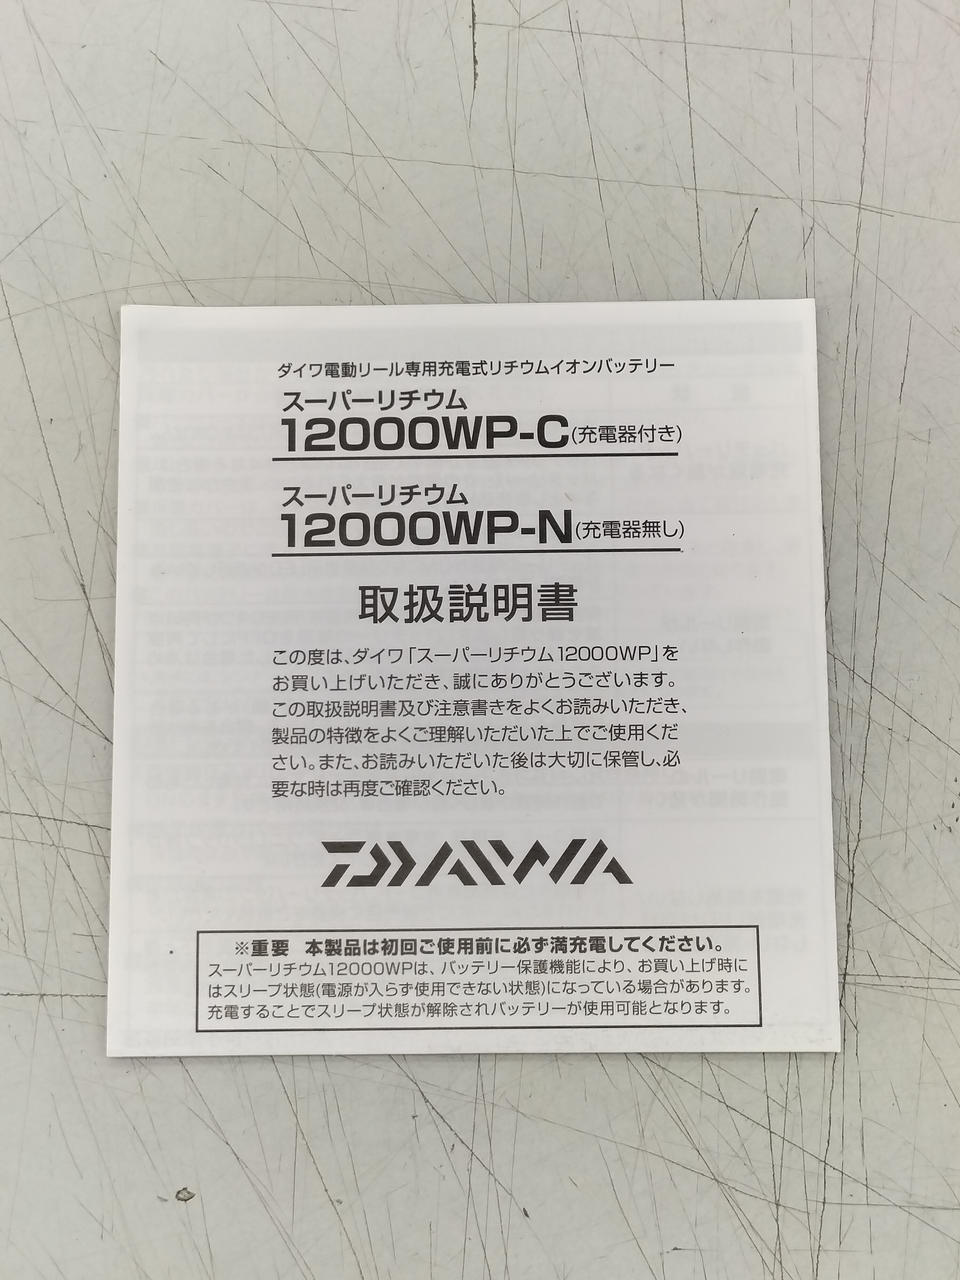 ダイワ電動リール専用充電式リチウムイオンバッテリー
スーパーリチウム
12000WP-C(充電器付き)
スーパーリチウム
12000WP-N(充電器無し)
取扱説明書
この度は、ダイワ「スーパーリチウム12000WP」を
お買い上げいただき、誠にありがとうございます。
この取扱説明書及び注意書きをよくお読みいただき、
製品の特徴をよくご理解いただいた上でご使用くだ
さい。また、お読みいただいた後は大切に保管し、必
要な時は再度ご確認ください。
DAIWA
※重要 本製品は初回ご使用前に必ず満充電してください。
スーパーリチウム12000WPは、バッテリー保護機能により、お買い上げ時に
はスリープ状態(電源が入らず使用できない状態)になっている場合があります。
充電することでスリープ状態が解除されバッテリーが使用可能となります。